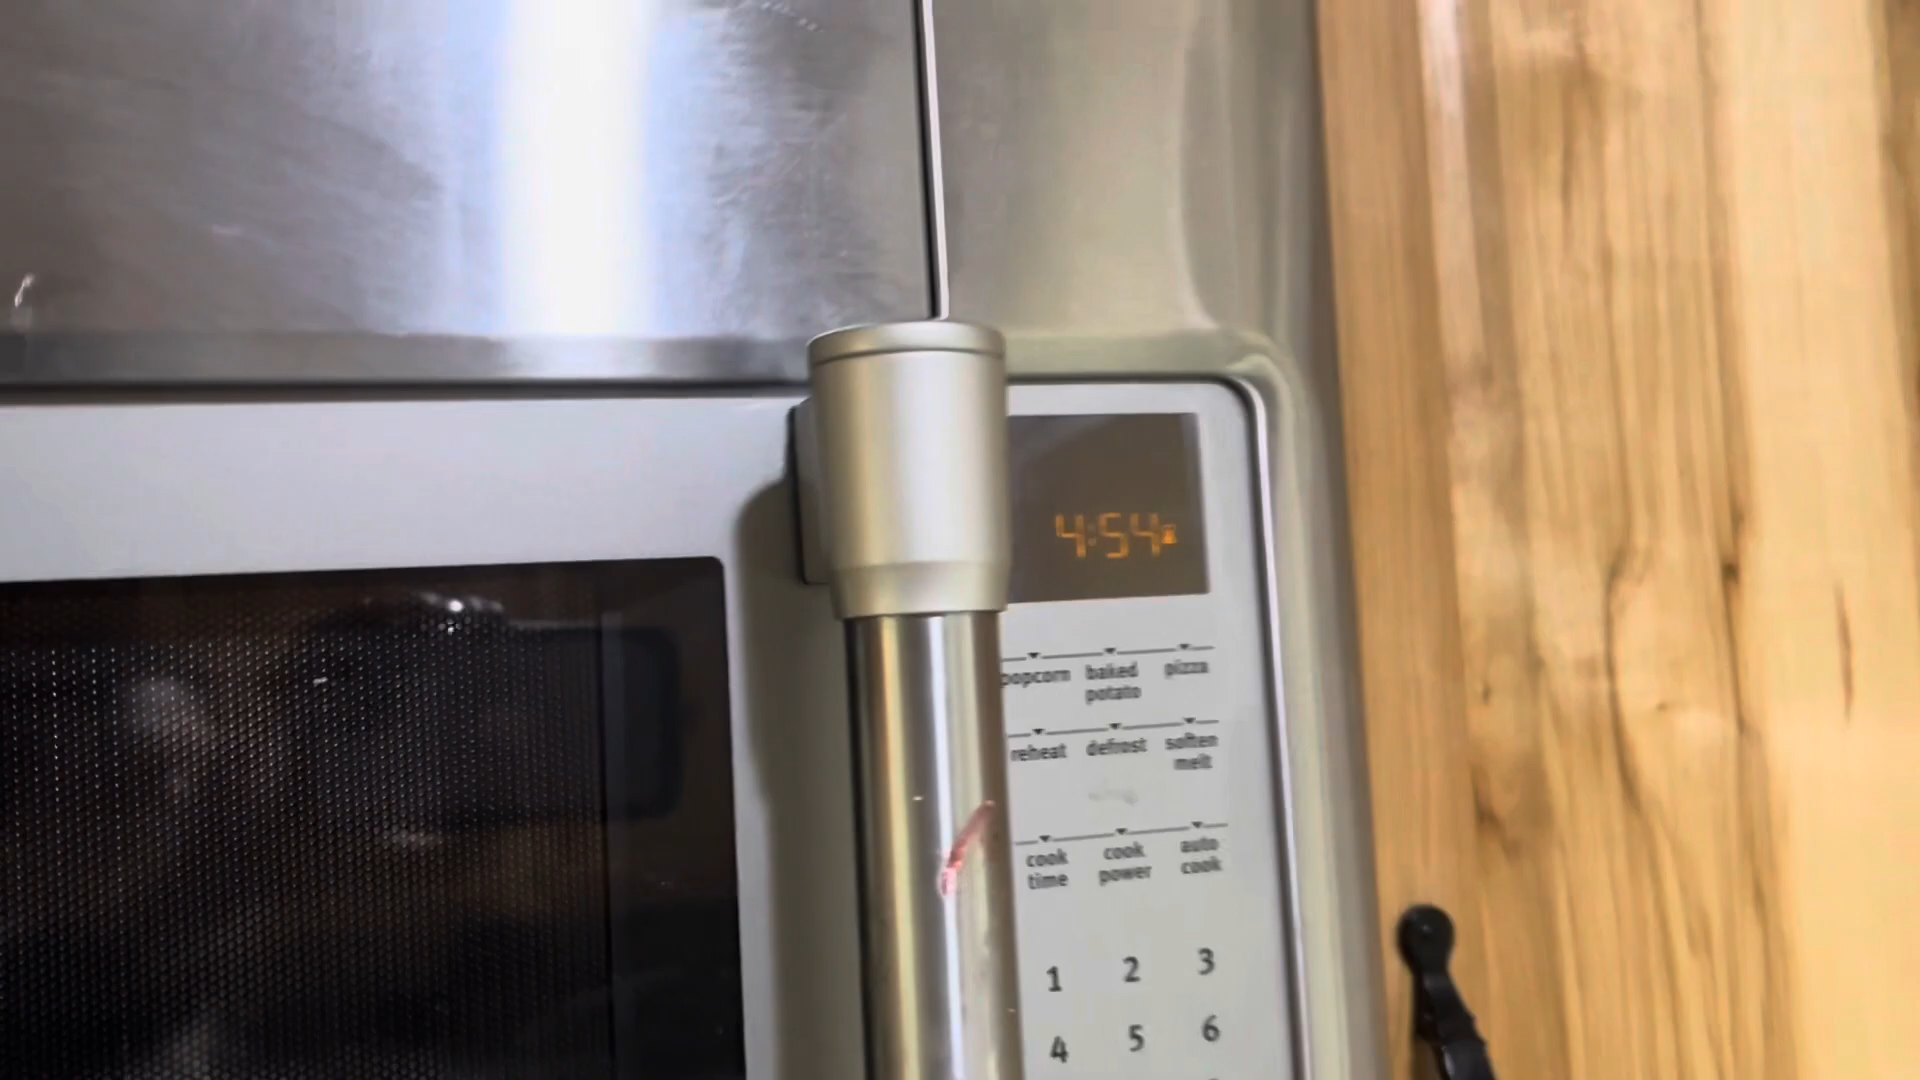 4:54
popcorn baked potato pizza
reheat defrost soften melt
cook time cook power auto cook
1 2 3
4 5 6